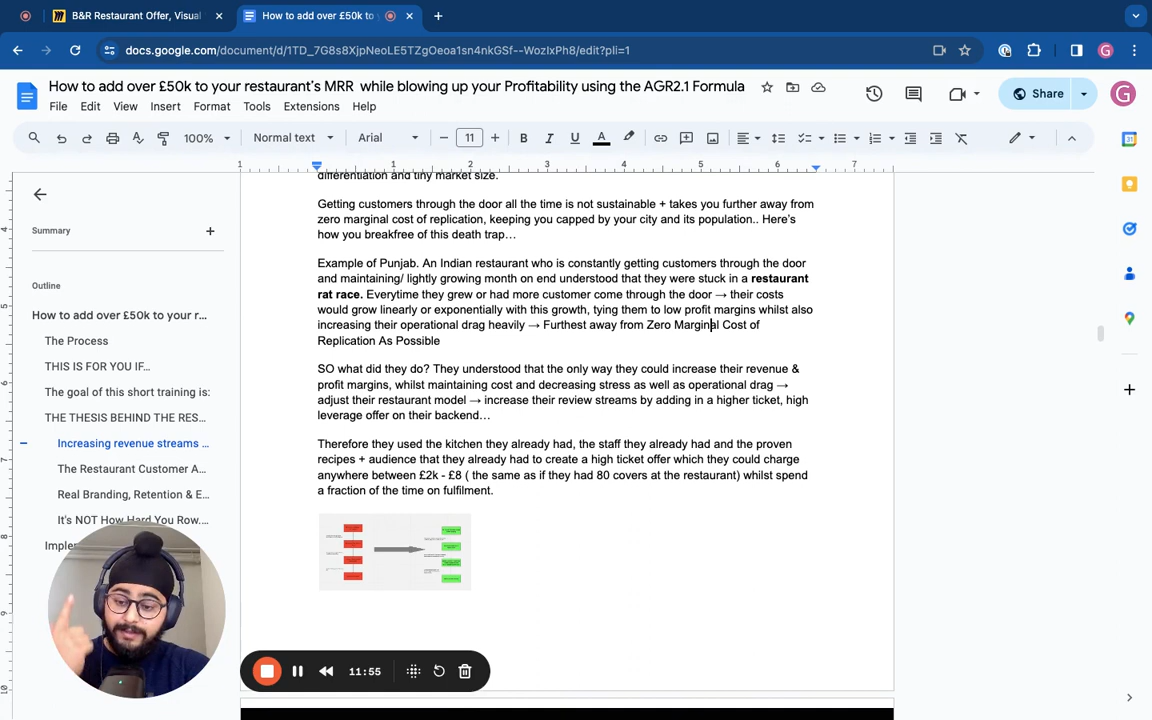 B&R Restaurant Offer, Visual
How to add over £50k to y
docs.google.com/document/d/1TD_7G8s8XjpNeoLE5TZgOeoa1sn4nkGSf--WozIxPh8/edit?pli=1
G
How to add over £50k to your restaurant's MRR while blowing up your Profitability using the AGR2.1 Formula
File Edit View Insert Format Tools Extensions Help
Share
G
100% Normal text Arial 11 B I U A
1 1 2 3 4 5 6 7
differentiation and tiny market size.
Summary
Getting customers through the door all the time is not sustainable + takes you further away from
zero marginal cost of replication, keeping you capped by your city and its population.. Here's
how you breakfree of this death trap…
Outline
How to add over £50k to your r...
The Process
THIS IS FOR YOU IF...
The goal of this short training is:
THE THESIS BEHIND THE RES...
Increasing revenue streams ...
The Restaurant Customer A...
Real Branding, Retention & E...
It's NOT How Hard You Row....
Example of Punjab. An Indian restaurant who is constantly getting customers through the door
and maintaining/ lightly growing month on end understood that they were stuck in a restaurant
rat race. Everytime they grew or had more customer come through the door → their costs
would grow linearly or exponentially with this growth, tying them to low profit margins whilst also
increasing their operational drag heavily → Furthest away from Zero Marginal Cost of
Replication As Possible
SO what did they do? They understood that the only way they could increase their revenue &
profit margins, whilst maintaining cost and decreasing stress as well as operational drag →
adjust their restaurant model → increase their review streams by adding in a higher ticket, high
leverage offer on their backend…
Therefore they used the kitchen they already had, the staff they already had and the proven
recipes + audience that they already had to create a high ticket offer which they could charge
anywhere between £2k - £8 ( the same as if they had 80 covers at the restaurant) whilst spend
a fraction of the time on fulfilment.
11:55